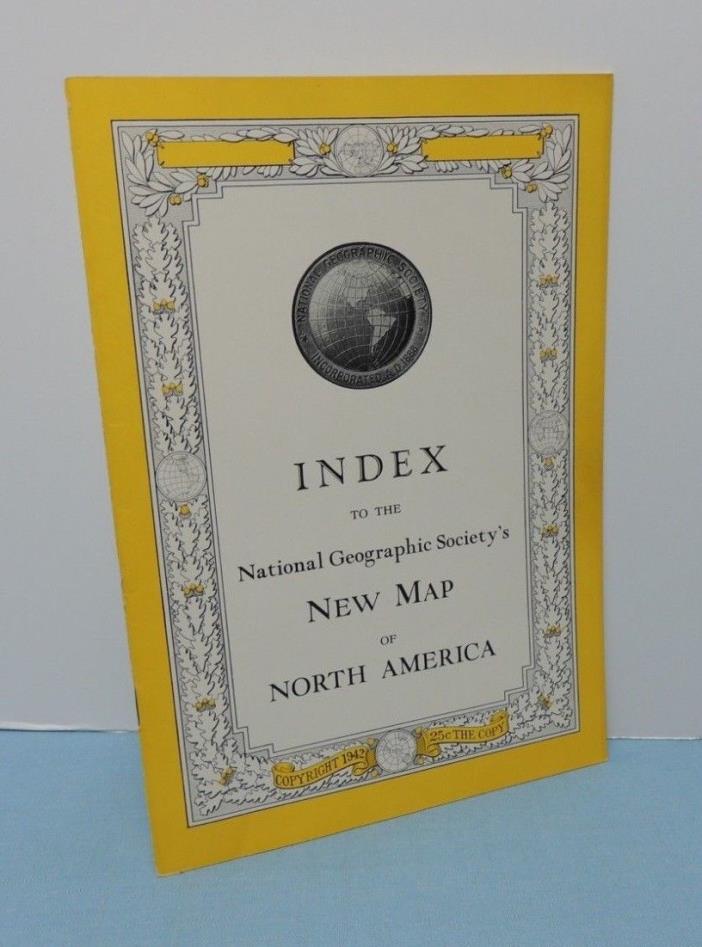 NATIONAL GEOGRAPHIC SOCIETY
INCORPORATED A.D. 1888
INDEX
TO THE
National Geographic Society's
NEW MAP
OF
NORTH AMERICA
COPYRIGHT 1942
25c THE COPY